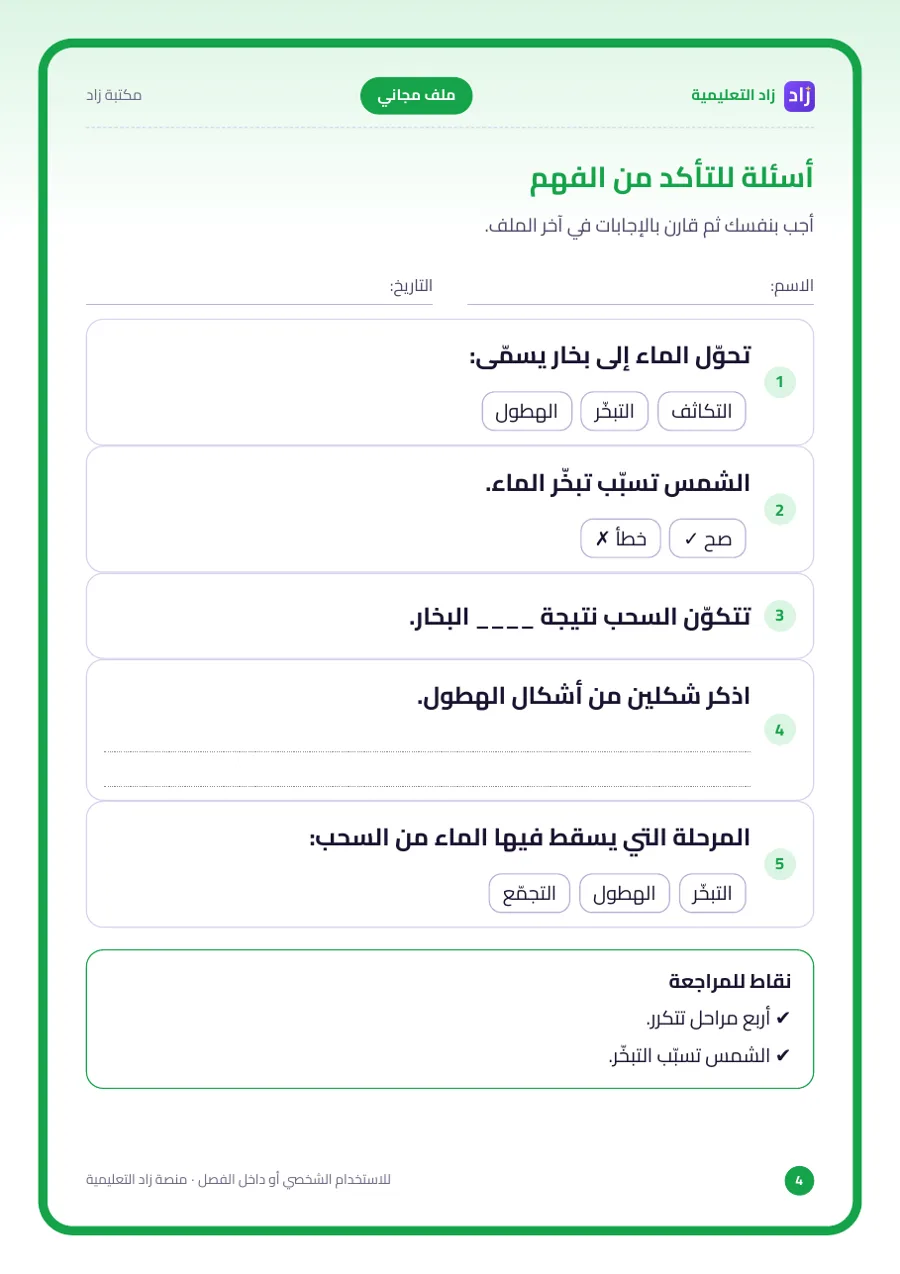 زاد زاد التعليمية
ملف مجاني
مكتبة زاد
أسئلة للتأكد من الفهم
أجب بنفسك ثم قارن بالإجابات في آخر الملف.
الاسم:
التاريخ:
1
تحوّل الماء إلى بخار يسمّى:
التكاثف التبخّر الهطول
2
الشمس تسبّب تبخّر الماء.
صح ✓ خطأ ✗
3 تتكوّن السحب نتيجة ____ البخار.
4
اذكر شكلين من أشكال الهطول.
5
المرحلة التي يسقط فيها الماء من السحب:
التبخّر الهطول التجمّع
نقاط للمراجعة
✔ أربع مراحل تتكرر.
✔ الشمس تسبّب التبخّر.
4
للاستخدام الشخصي أو داخل الفصل · منصة زاد التعليمية